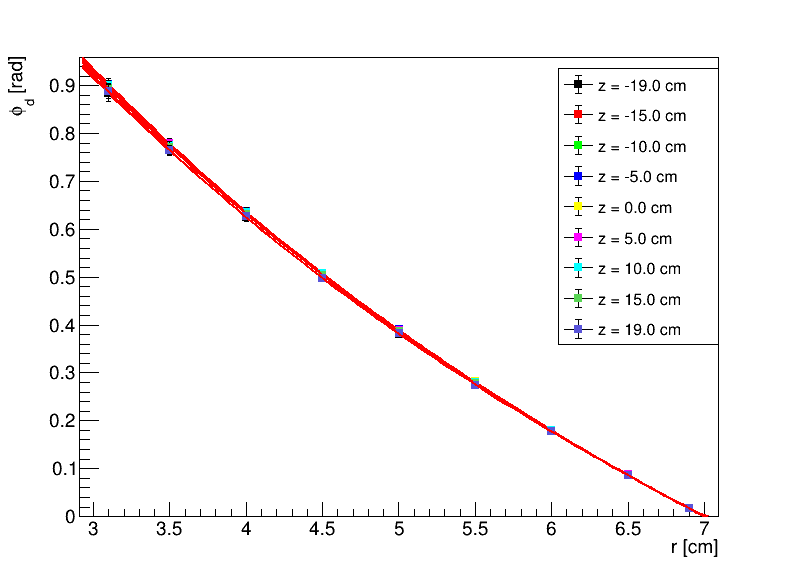 ϕd [rad]
0.9
0.8
0.7
0.6
0.5
0.4
0.3
0.2
0.1
0
3 3.5 4 4.5 5 5.5 6 6.5 7
r [cm]
z = -19.0 cm
z = -15.0 cm
z = -10.0 cm
z = -5.0 cm
z = 0.0 cm
z = 5.0 cm
z = 10.0 cm
z = 15.0 cm
z = 19.0 cm